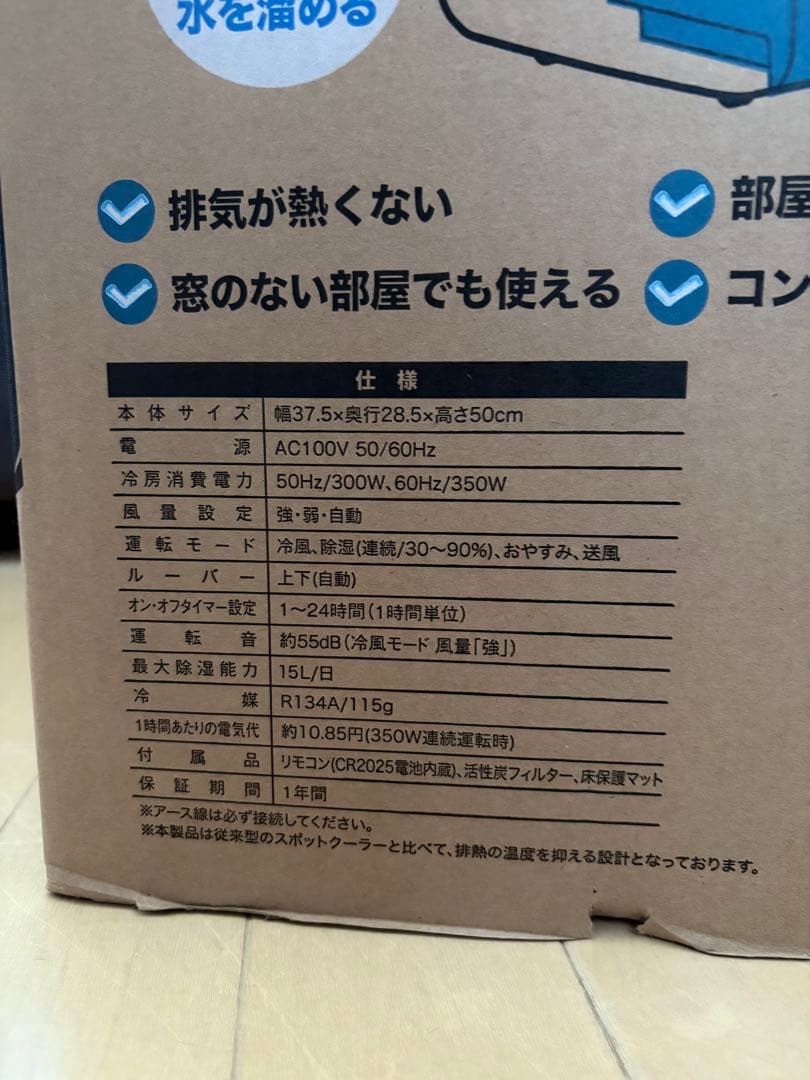 水を溜める
排気が熱くない
部屋
窓のない部屋でも使える
コン
仕様
本体サイズ 幅37.5×奥行28.5×高さ50cm
電源 AC100V 50/60Hz
冷房消費電力 50Hz/300W、60Hz/350W
風量設定 強・弱・自動
運転モード 冷風、除湿(連続/30～90%)、おやすみ、送風
ルーバー 上下(自動)
オン・オフタイマー設定 1～24時間(1時間単位)
運転音 約55dB(冷風モード 風量「強」)
最大除湿能力 15L/日
冷媒 R134A/115g
1時間あたりの電気代 約10.85円(350W連続運転時)
付属品 リモコン(CR2025電池内蔵)、活性炭フィルター、床保護マット
保証期間 1年間
※アース線は必ず接続してください。
※本製品は従来型のスポットクーラーと比べて、排熱の温度を抑える設計となっております。